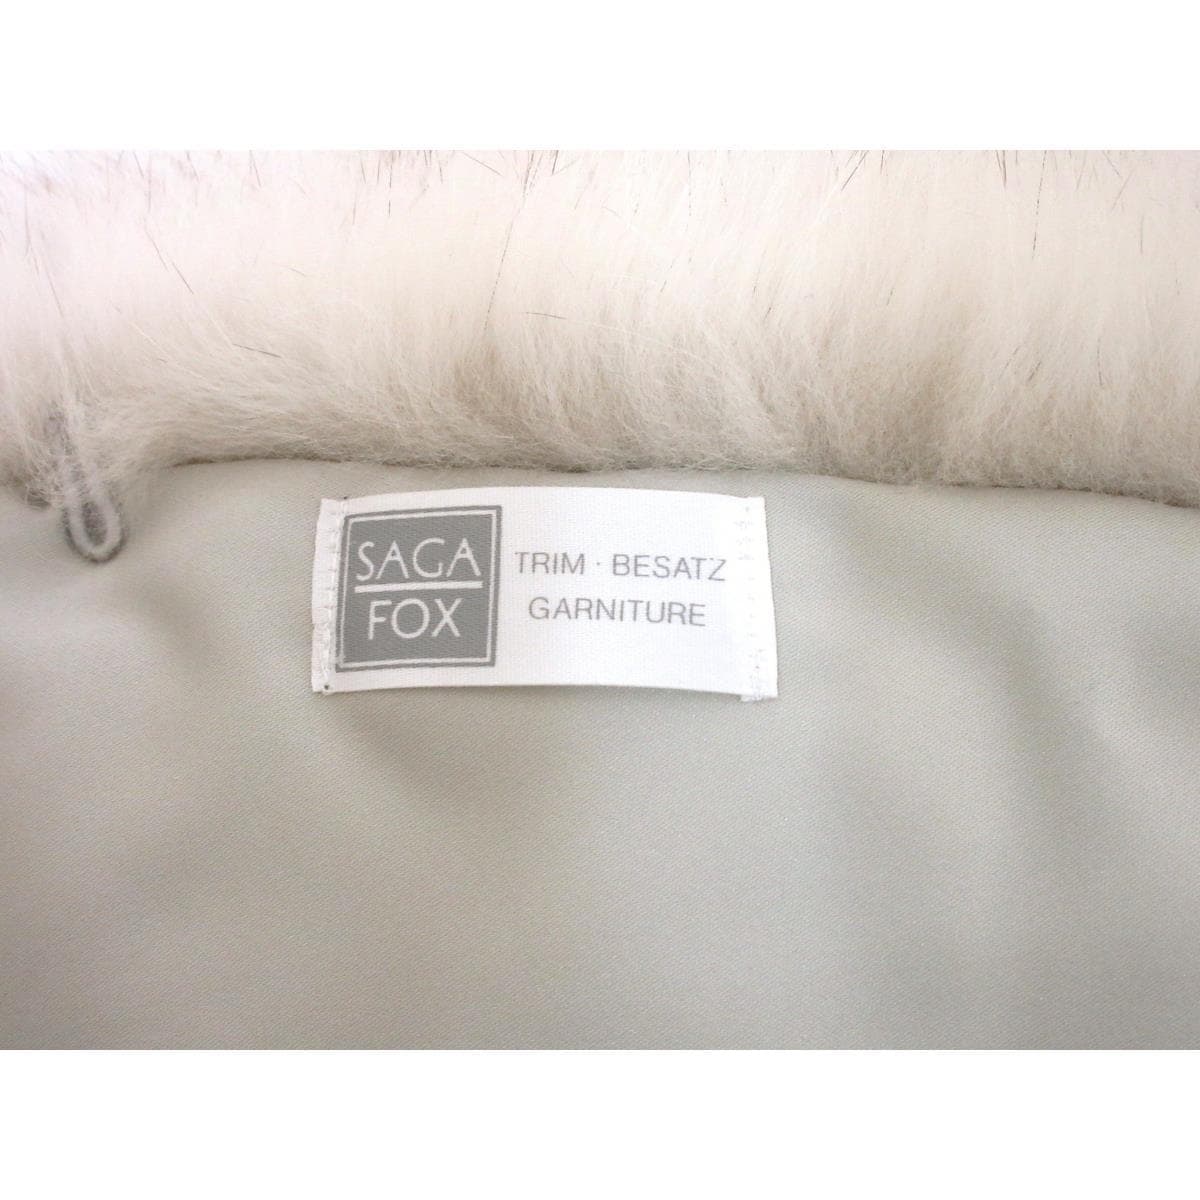 SAGA
FOX
TRIM · BESATZ
GARNITURE